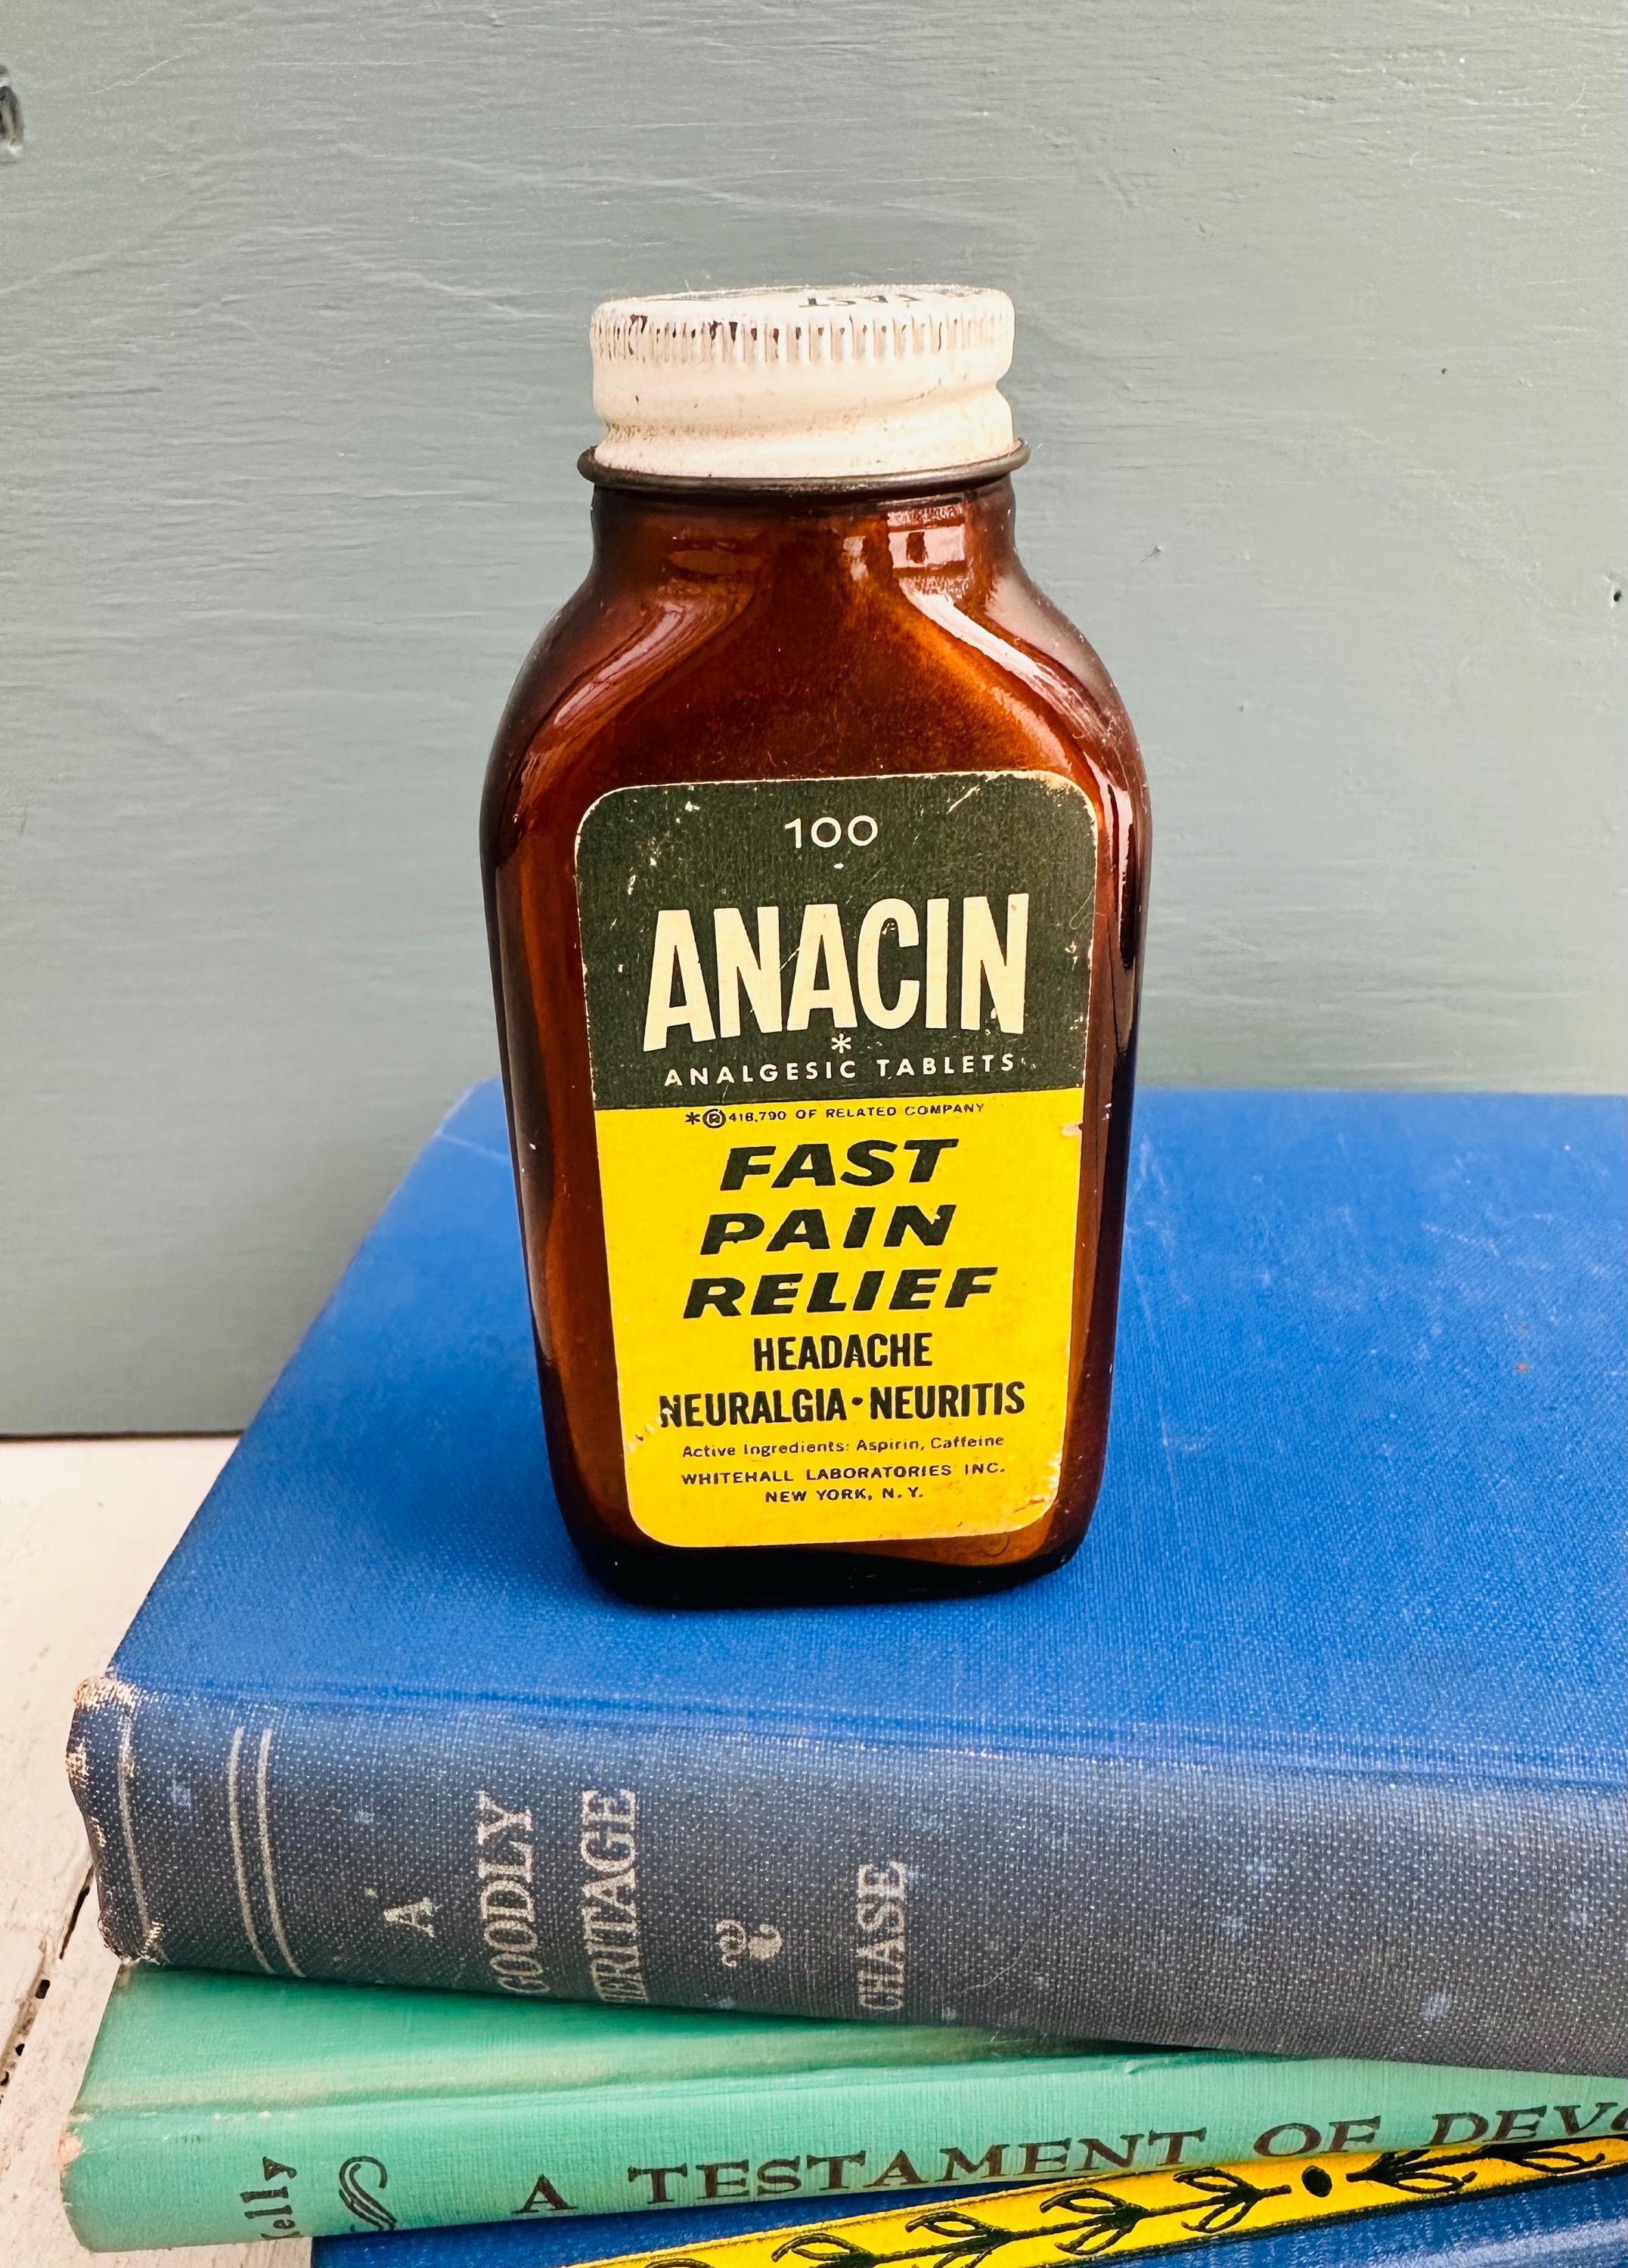 FAST
100
ANACIN
*
ANALGESIC TABLETS
*Ⓡ 418,790 OF RELATED COMPANY
FAST
PAIN
RELIEF
HEADACHE
NEURALGIA • NEURITIS
Active Ingredients: Aspirin, Caffeine
WHITEHALL LABORATORIES INC.
NEW YORK, N.Y.
A
GOODLY
HERITAGE
CHASE
A TESTAMENT OF